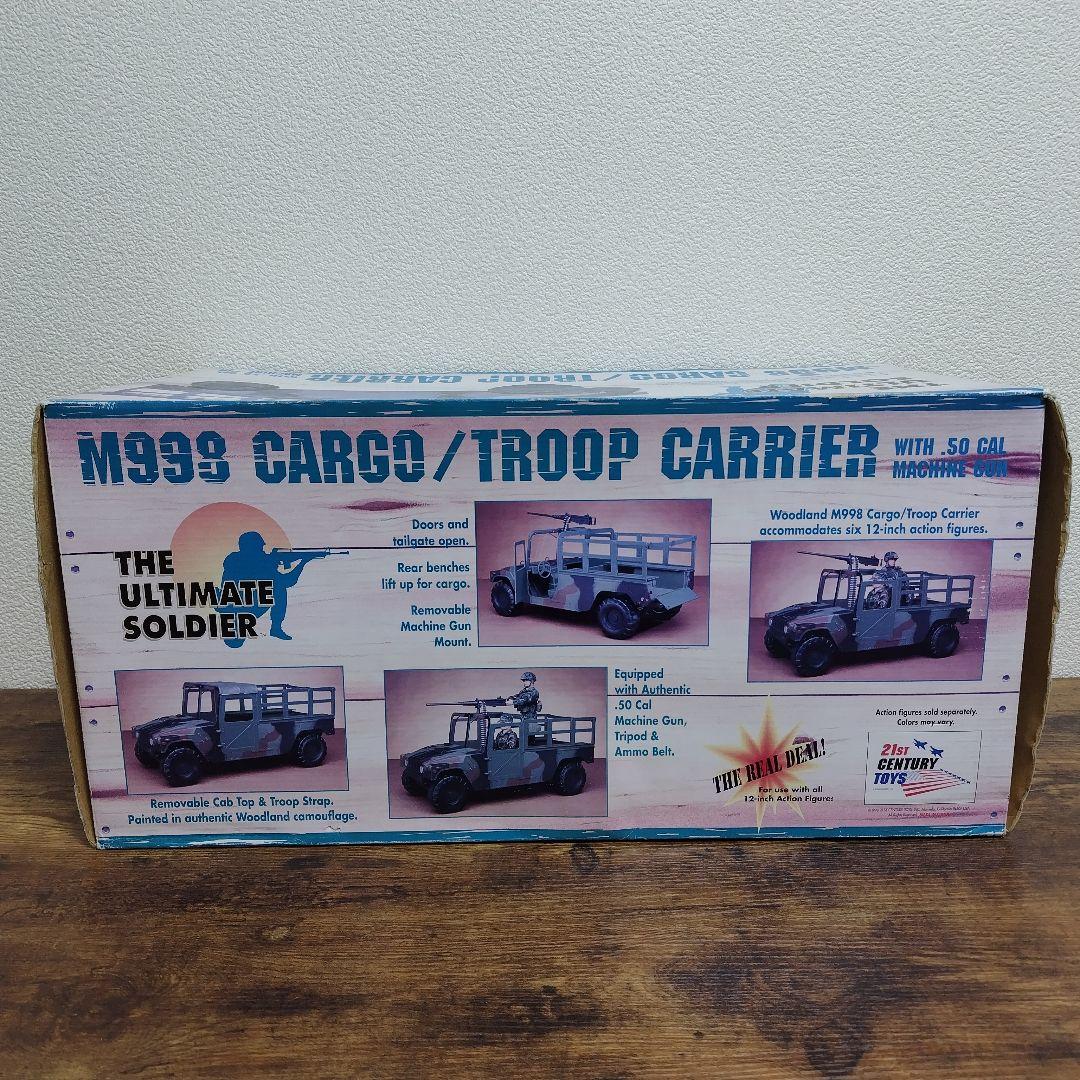 CARGO/TROOP CARRIER
M998 CARGO/TROOP CARRIER
WITH .50 CAL
MACHINE GUN
THE
ULTIMATE
SOLDIER
Doors and
tailgate open.
Rear benches
lift up for cargo.
Removable
Machine Gun
Mount.
Woodland M998 Cargo/Troop Carrier
accommodates six 12-inch action figures.
Removable Cab Top & Troop Strap.
Painted in authentic Woodland camouflage.
Equipped
with Authentic
.50 Cal
Machine Gun,
Tripod &
Ammo Belt.
THE REAL DEAL!
For use with all
12-inch Action Figures
Action figures sold separately.
Colors may vary.
21ST
CENTURY
TOYS